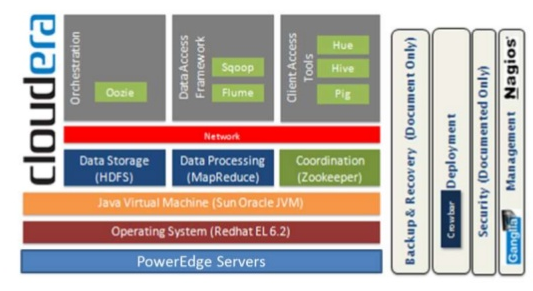 cloudera
Orchestration
Oozie
Data Access
Framework
Sqoop
Flume
Client Access
Tools
Hue
Hive
Pig
Network
Data Storage
(HDFS)
Data Processing
(MapReduce)
Coordination
(Zookeeper)
Java Virtual Machine (Sun Oracle JVM)
Operating System (Redhat EL 6.2)
PowerEdge Servers
Backup & Recovery (Document Only)
Crowbar
Deployment
Security (Documented Only)
Ganglia
Management
Nagios®